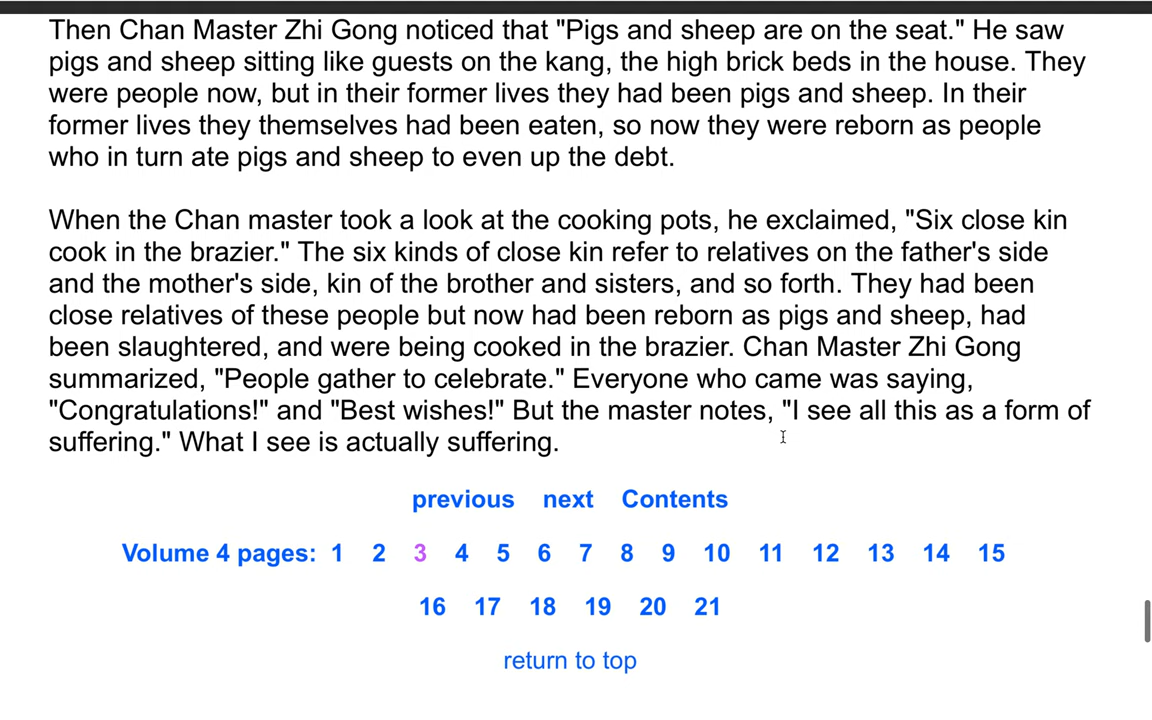 Then Chan Master Zhi Gong noticed that "Pigs and sheep are on the seat." He saw
pigs and sheep sitting like guests on the kang, the high brick beds in the house. They
were people now, but in their former lives they had been pigs and sheep. In their
former lives they themselves had been eaten, so now they were reborn as people
who in turn ate pigs and sheep to even up the debt.
When the Chan master took a look at the cooking pots, he exclaimed, "Six close kin
cook in the brazier." The six kinds of close kin refer to relatives on the father's side
and the mother's side, kin of the brother and sisters, and so forth. They had been
close relatives of these people but now had been reborn as pigs and sheep, had
been slaughtered, and were being cooked in the brazier. Chan Master Zhi Gong
summarized, "People gather to celebrate." Everyone who came was saying,
"Congratulations!" and "Best wishes!" But the master notes, "I see all this as a form of
suffering." What I see is actually suffering.
previous next Contents
Volume 4 pages: 1 2 3 4 5 6 7 8 9 10 11 12 13 14 15
16 17 18 19 20 21
return to top